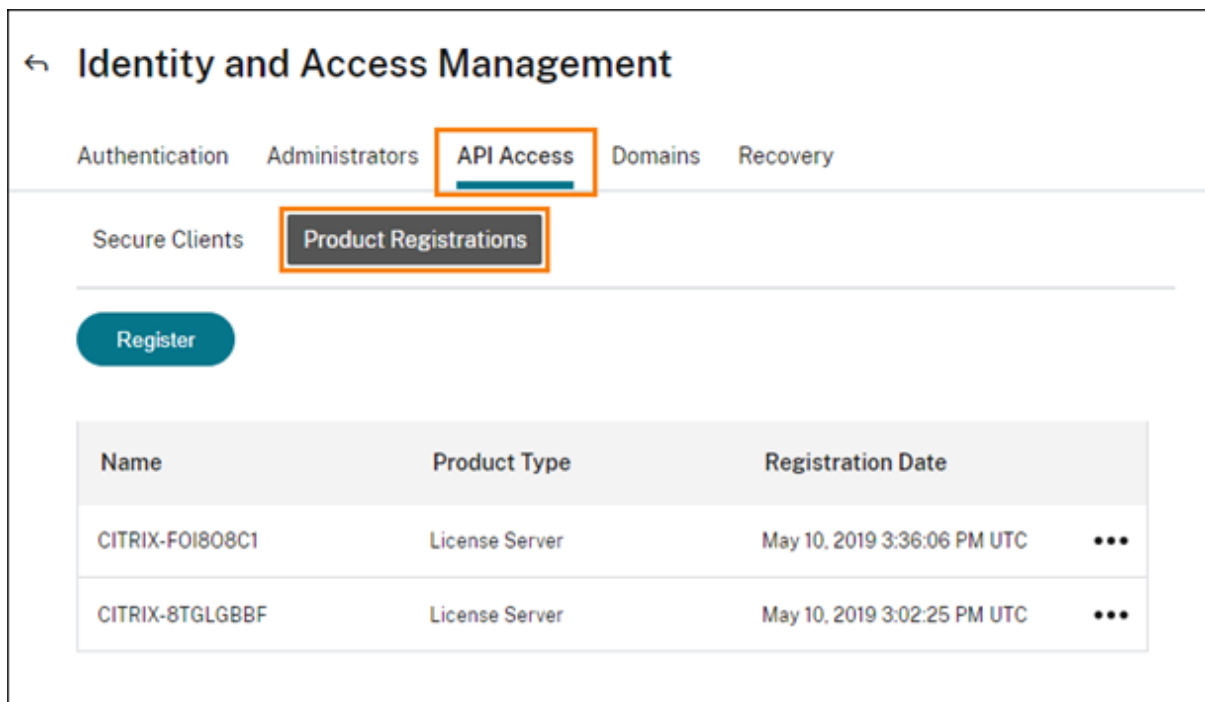 Identity and Access Management
Authentication Administrators API Access Domains Recovery
Secure Clients Product Registrations
Register
Name Product Type Registration Date
CITRIX-FOI8O8C1 License Server May 10, 2019 3:36:06 PM UTC
CITRIX-8TGLGBBF License Server May 10, 2019 3:02:25 PM UTC